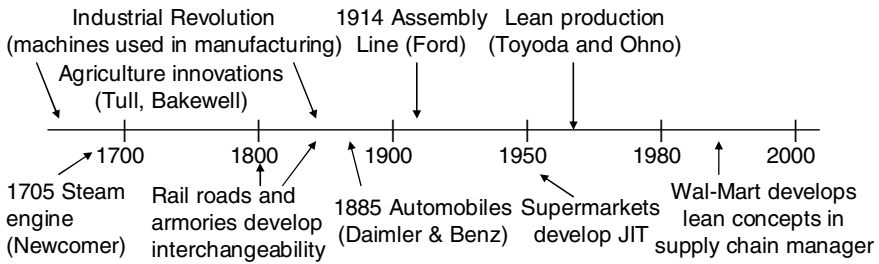 Industrial Revolution
(machines used in manufacturing)
Agriculture innovations
(Tull, Bakewell)
1914 Assembly
Line (Ford)
Lean production
(Toyoda and Ohno)
1700
1800
1900
1950
1980
2000
1705 Steam
engine
(Newcomer)
Rail roads and
armories develop
interchangeability
1885 Automobiles
(Daimler & Benz)
Supermarkets
develop JIT
Wal-Mart develops
lean concepts in
supply chain manager